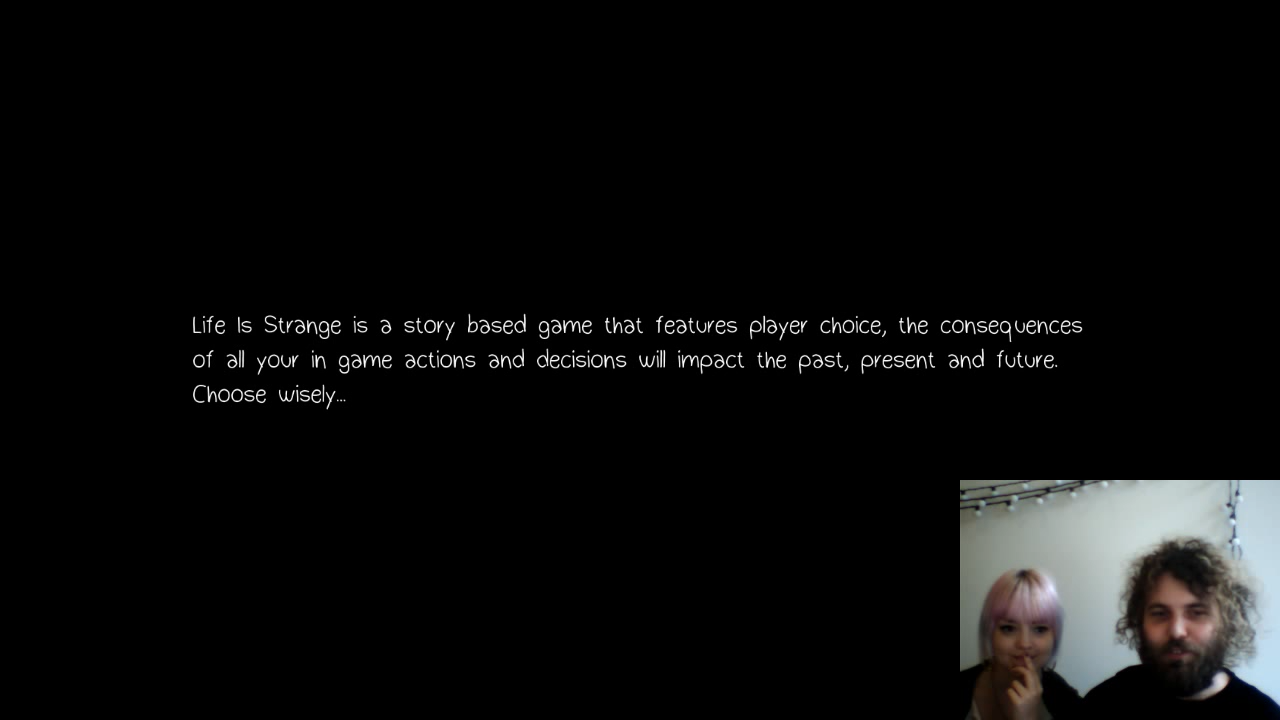 Life Is Strange is a story based game that features player choice, the consequences
of all your in game actions and decisions will impact the past, present and future.
Choose wisely...